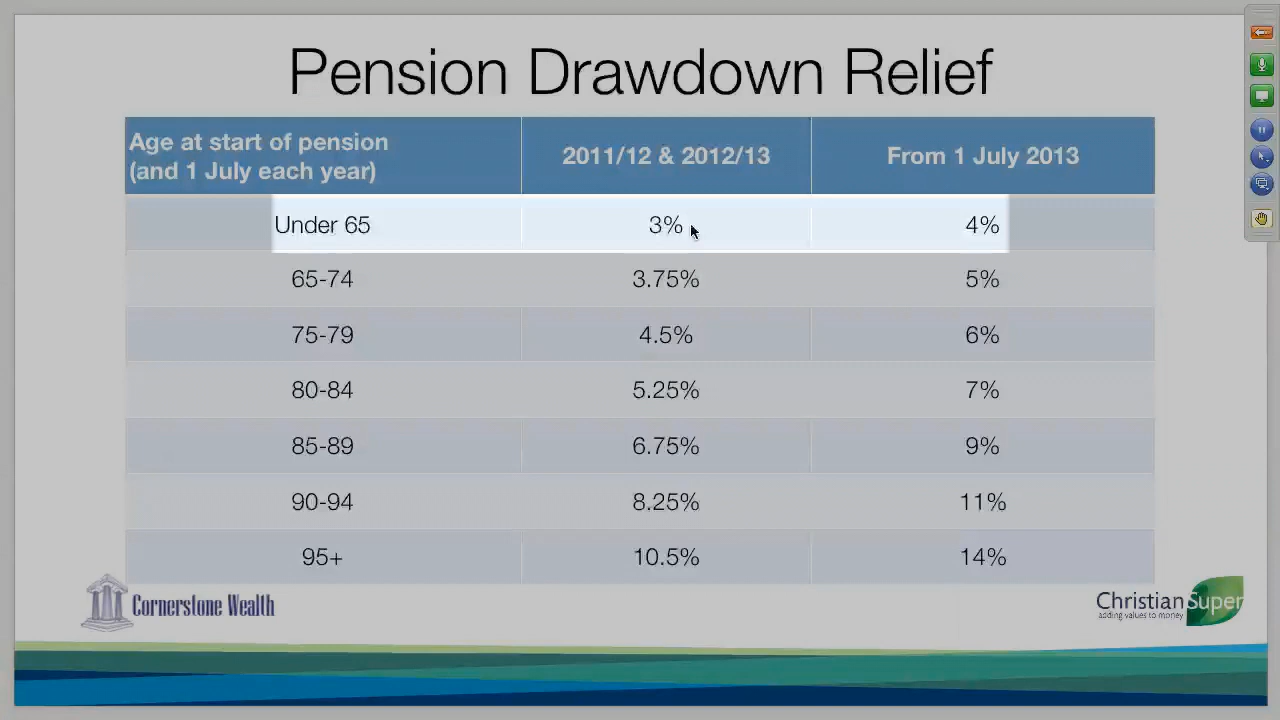 Pension Drawdown Relief
Age at start of pension
(and 1 July each year)
2011/12 & 2012/13
From 1 July 2013
Under 65
3%
4%
65-74
3.75%
5%
75-79
4.5%
6%
80-84
5.25%
7%
85-89
6.75%
9%
90-94
8.25%
11%
95+
10.5%
14%
Cornerstone Wealth
ChristianSuper
adding values to money